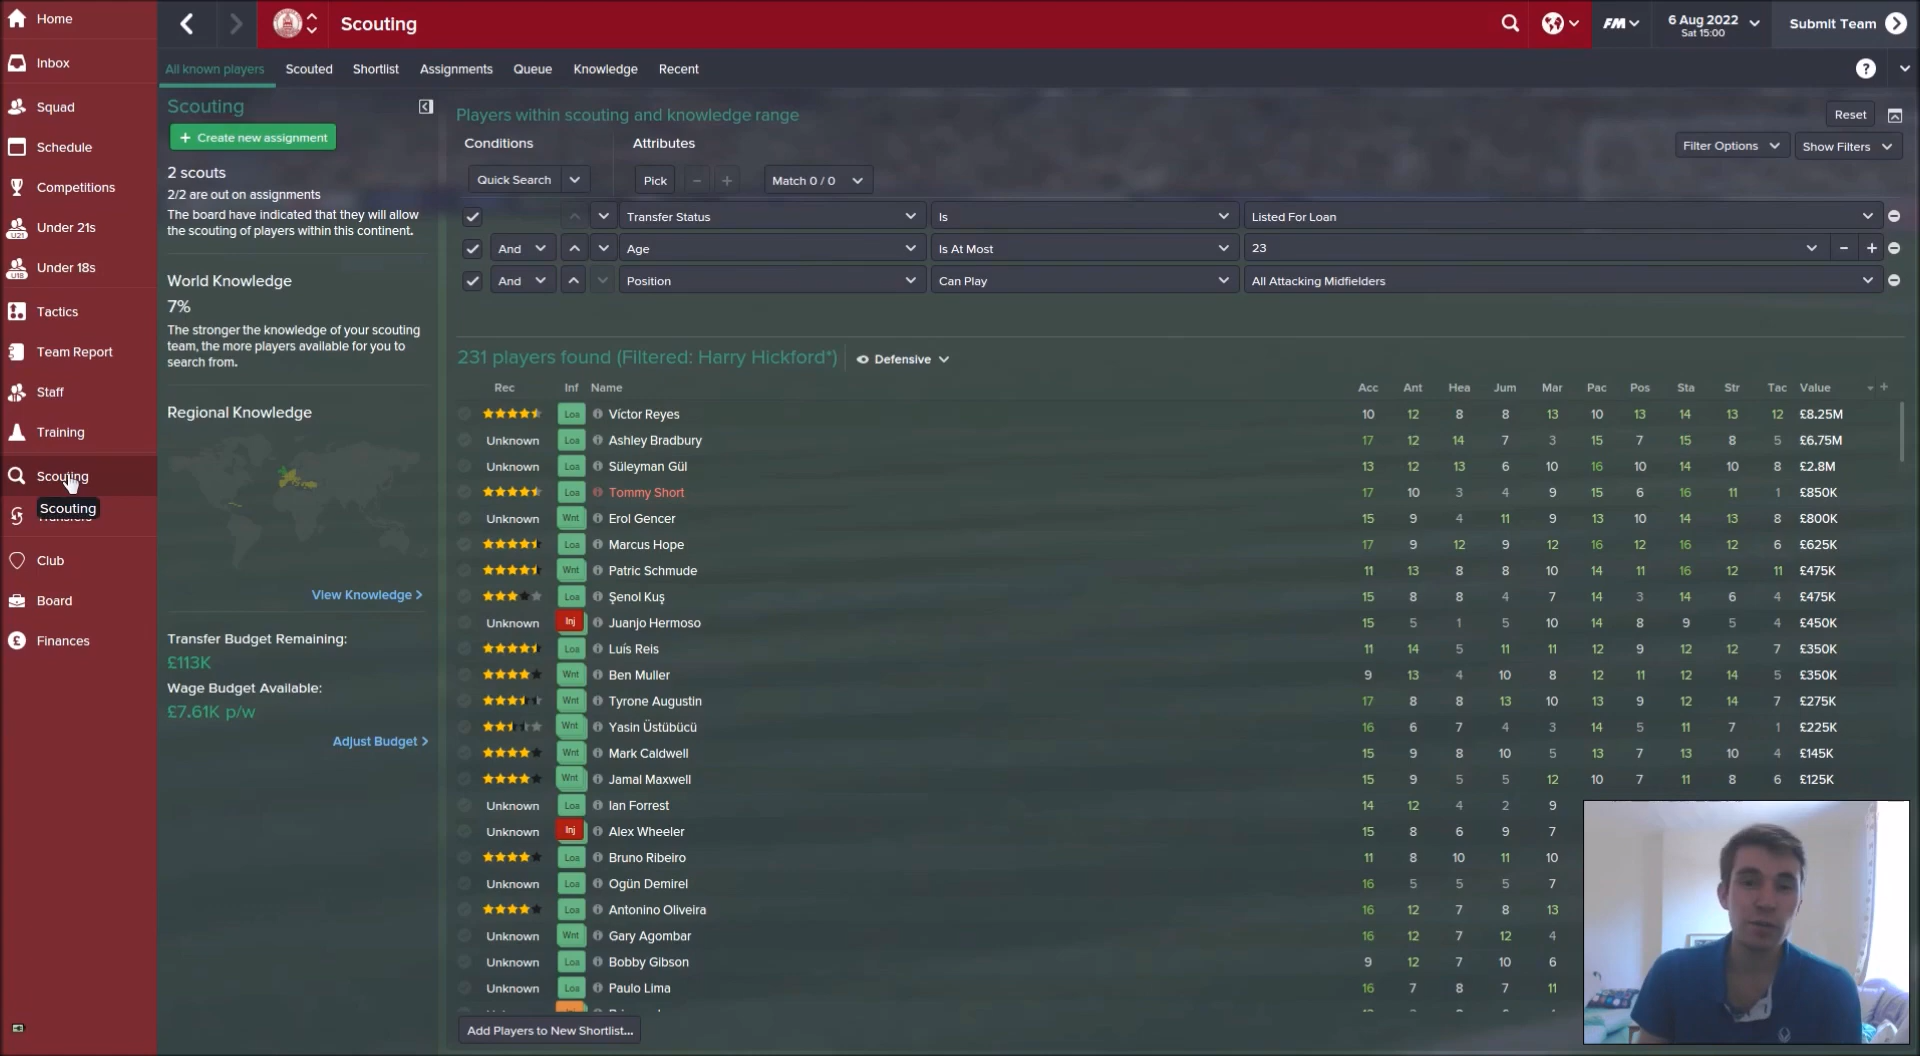 Home
Inbox
Squad
Schedule
Competitions
Under 21s
Under 18s
Tactics
Team Report
Staff
Training
Scouting
Scouting
Club
Board
Finances
Scouting
FM
6 Aug 2022
Sat 15:00
Submit Team
All known players Scouted Shortlist Assignments Queue Knowledge Recent
Scouting
+ Create new assignment
2 scouts
2/2 are out on assignments
The board have indicated that they will allow
the scouting of players within this continent.
World Knowledge
7%
The stronger the knowledge of your scouting
team, the more players available for you to
search from.
Regional Knowledge
View Knowledge >
Transfer Budget Remaining:
£113K
Wage Budget Available:
£7.61K p/w
Adjust Budget >
Players within scouting and knowledge range
Reset
Conditions Attributes
Filter Options Show Filters
Quick Search Pick - + Match 0 / 0
Transfer Status Is Listed For Loan
And Age Is At Most 23 - +
And Position Can Play All Attacking Midfielders
231 players found (Filtered: Harry Hickford*) Defensive
Rec Inf Name Acc Ant Hea Jum Mar Pac Pos Sta Str Tac Value
Loa Víctor Reyes 10 12 8 8 13 10 13 14 13 12 £8.25M
Unknown Loa Ashley Bradbury 17 12 14 7 3 15 7 15 8 5 £6.75M
Unknown Loa Süleyman Gül 13 12 13 6 10 16 10 14 10 8 £2.8M
Loa Tommy Short 17 10 3 4 9 15 6 16 11 1 £850K
Unknown Wnt Erol Gencer 15 9 4 11 9 13 10 14 13 8 £800K
Loa Marcus Hope 17 9 12 9 12 16 12 16 12 6 £625K
Wnt Patric Schmude 11 13 8 8 10 14 11 16 12 11 £475K
Loa Şenol Kuş 15 8 8 4 7 14 3 14 6 4 £475K
Unknown Inj Juanjo Hermoso 15 5 1 5 10 14 8 9 5 4 £450K
Loa Luís Reis 11 14 5 11 11 12 9 12 12 7 £350K
Wnt Ben Muller 9 13 4 10 8 12 11 12 14 5 £350K
Wnt Tyrone Augustin 17 8 8 13 10 13 9 12 14 7 £275K
Wnt Yasin Üstübücü 16 6 7 4 3 14 5 11 7 1 £225K
Wnt Mark Caldwell 15 9 8 10 5 13 7 13 10 4 £145K
Wnt Jamal Maxwell 15 9 5 5 12 10 7 11 8 6 £125K
Unknown Loa Ian Forrest 14 12 4 2 9
Unknown Inj Alex Wheeler 15 8 6 9 7
Loa Bruno Ribeiro 11 8 10 11 10
Unknown Loa Ogün Demirel 16 5 5 5 7
Loa Antonino Oliveira 16 12 7 8 13
Unknown Wnt Gary Agombar 16 12 7 12 4
Unknown Loa Bobby Gibson 9 12 7 10 6
Unknown Loa Paulo Lima 16 7 8 7 11
Add Players to New Shortlist...